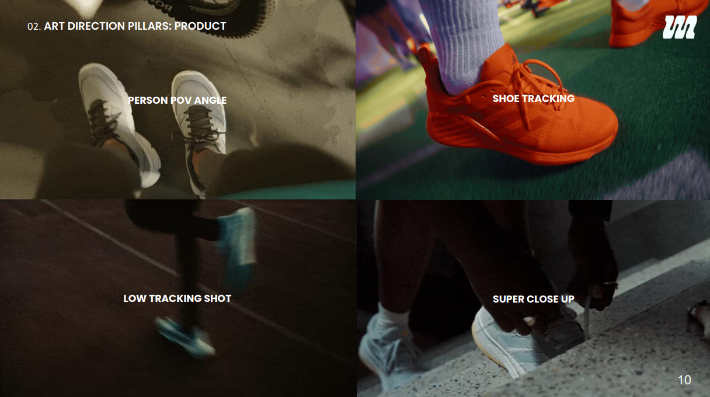 02. ART DIRECTION PILLARS: PRODUCT
PERSON POV ANGLE
SHOE TRACKING
LOW TRACKING SHOT
SUPER CLOSE UP
10